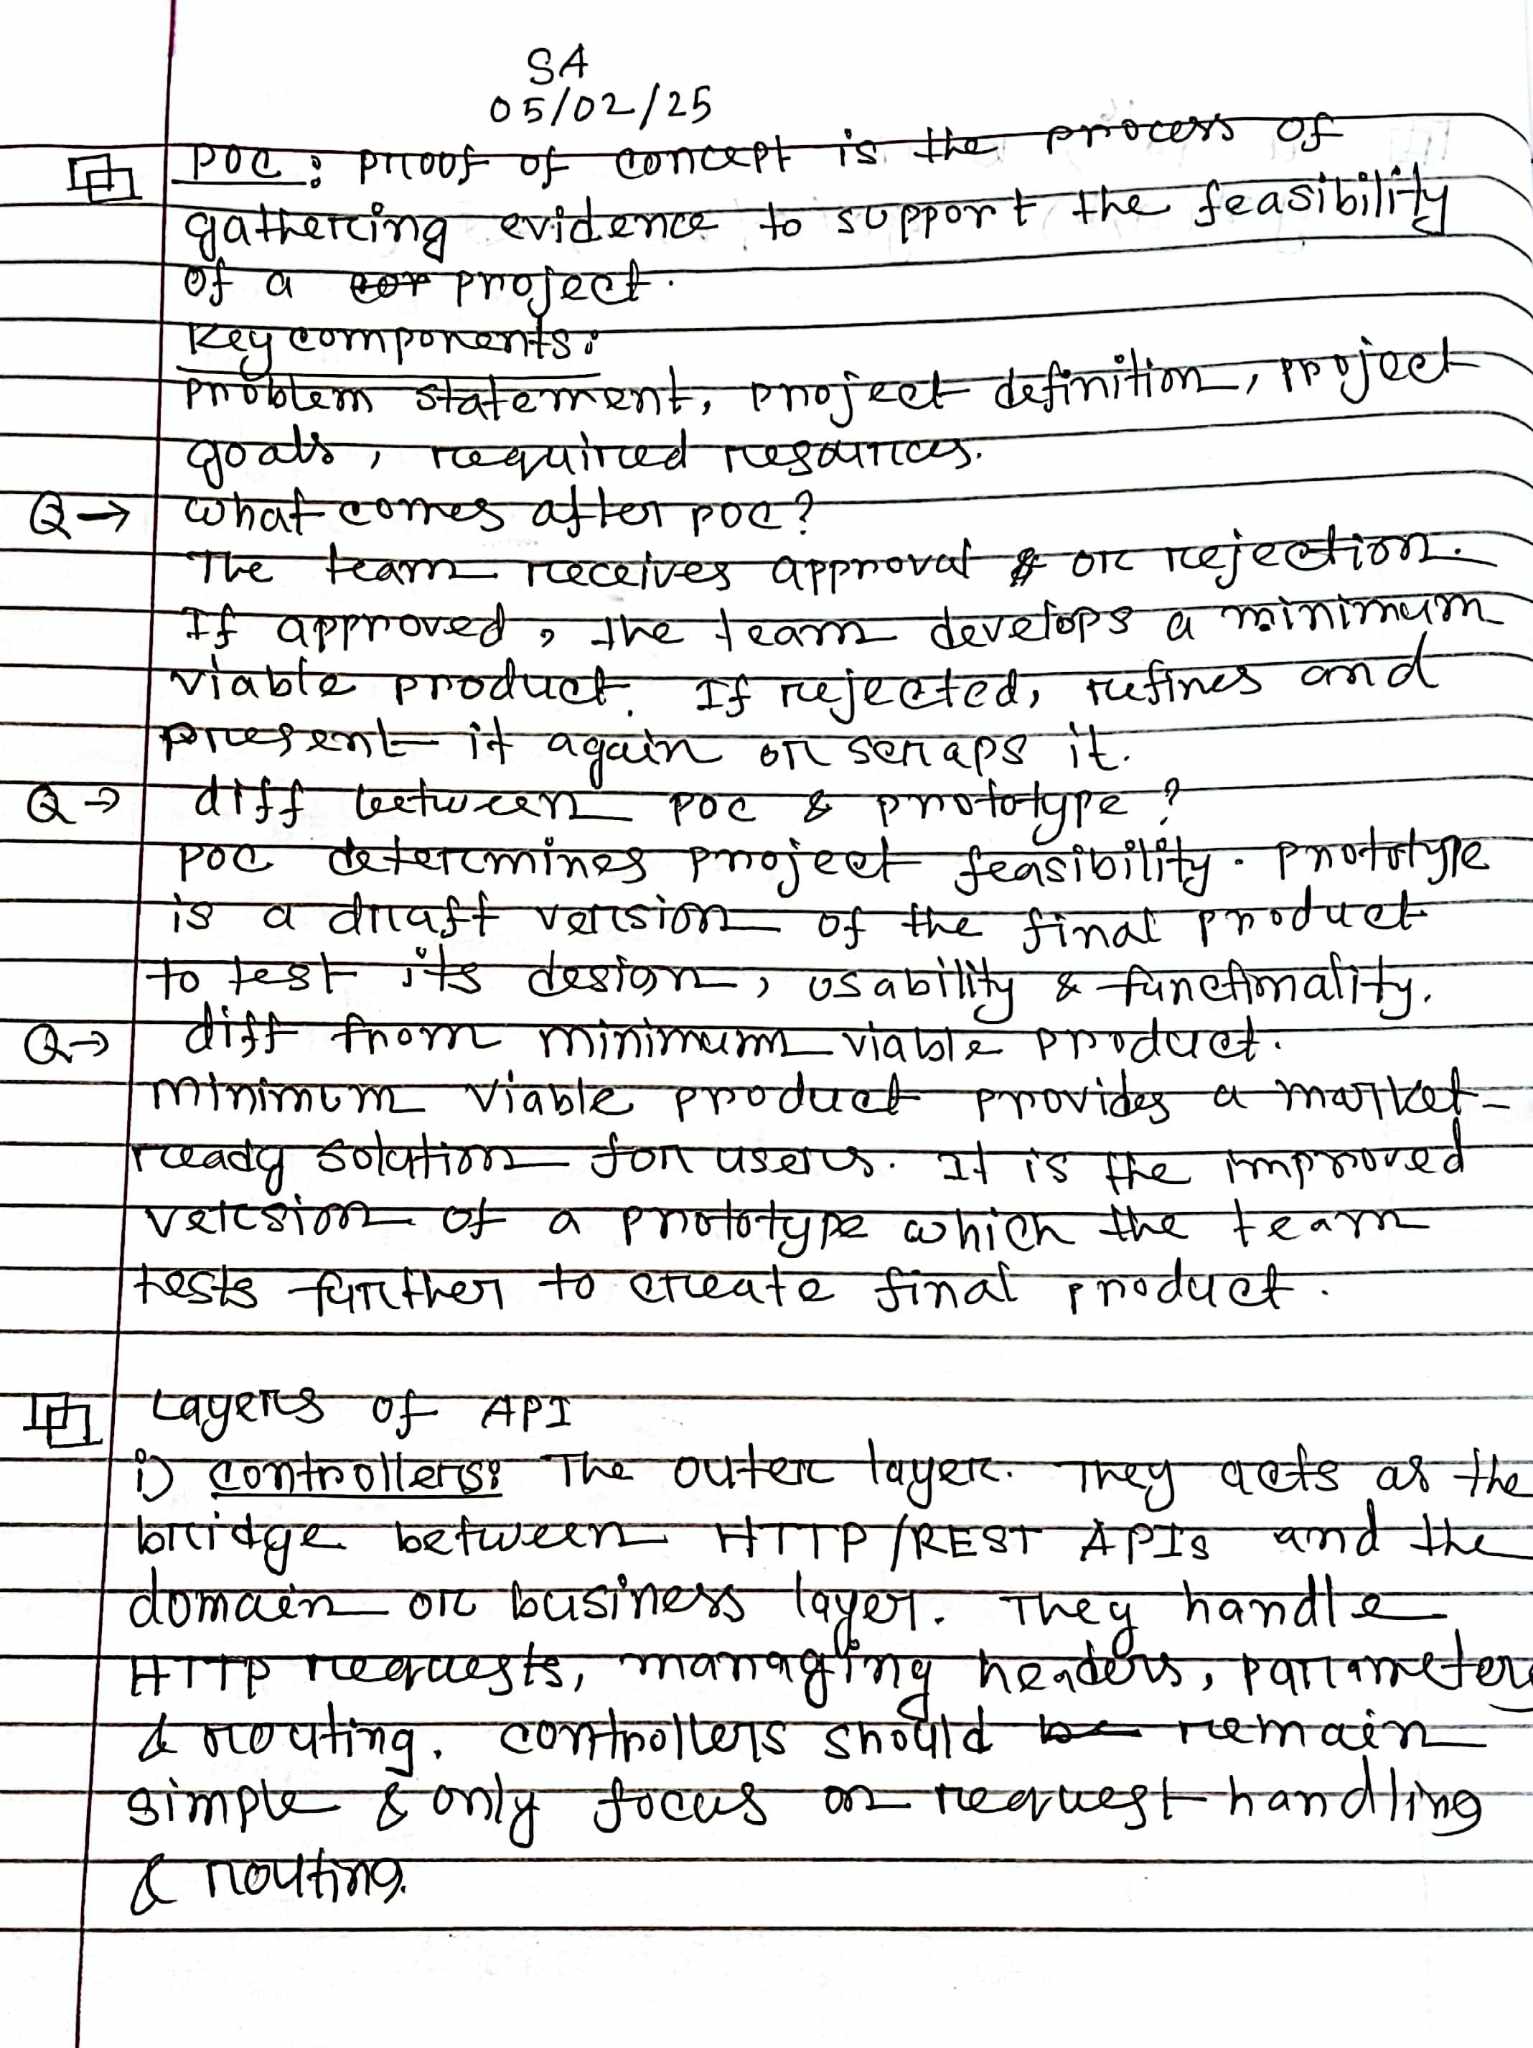 SA
05/02/25
POC: proof of concept is the process of
gathering evidence to support the feasibility
of a project.
Key components:
problem statement, project definition, project
goals, required resources.
Q→ what comes after poc?
The team receives approval or rejection.
If approved, the team develops a minimum
viable product. If rejected, refines and
present it again or scraps it.
Q→ diff between poc & prototype?
poc determines project feasibility. prototype
is a draft version of the final product
to test its design, usability & functionality.
Q→ diff from minimum viable product.
minimum viable product provides a market-
ready solution for users. It is the improved
version of a prototype which the team
tests further to create final product.
Layers of API
i) controllers: The outer layer. They acts as the
bridge between HTTP/REST APIs and the
domain or business layer. They handle
HTTP requests, managing headers, parameters
& routing. controllers should remain
simple & only focus on request handling
& routing.